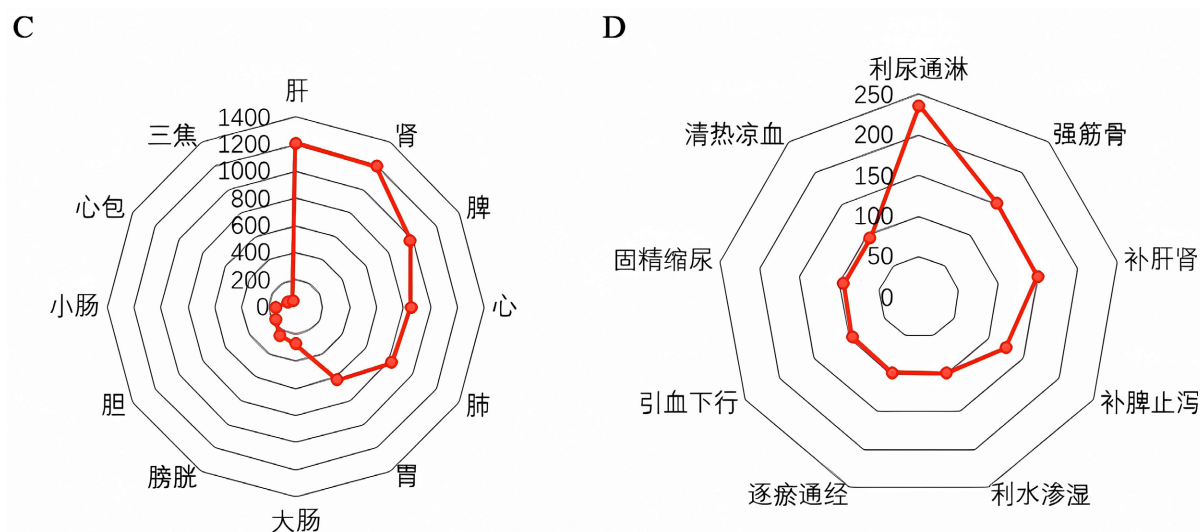 C
肝
肾
脾
心
肺
胃
大肠
膀胱
胆
小肠
心包
三焦
1400
1200
1000
800
600
400
200
0
D
利尿通淋
强筋骨
补肝肾
补脾止泻
利水渗湿
逐瘀通经
引血下行
固精缩尿
清热凉血
250
200
150
100
50
0